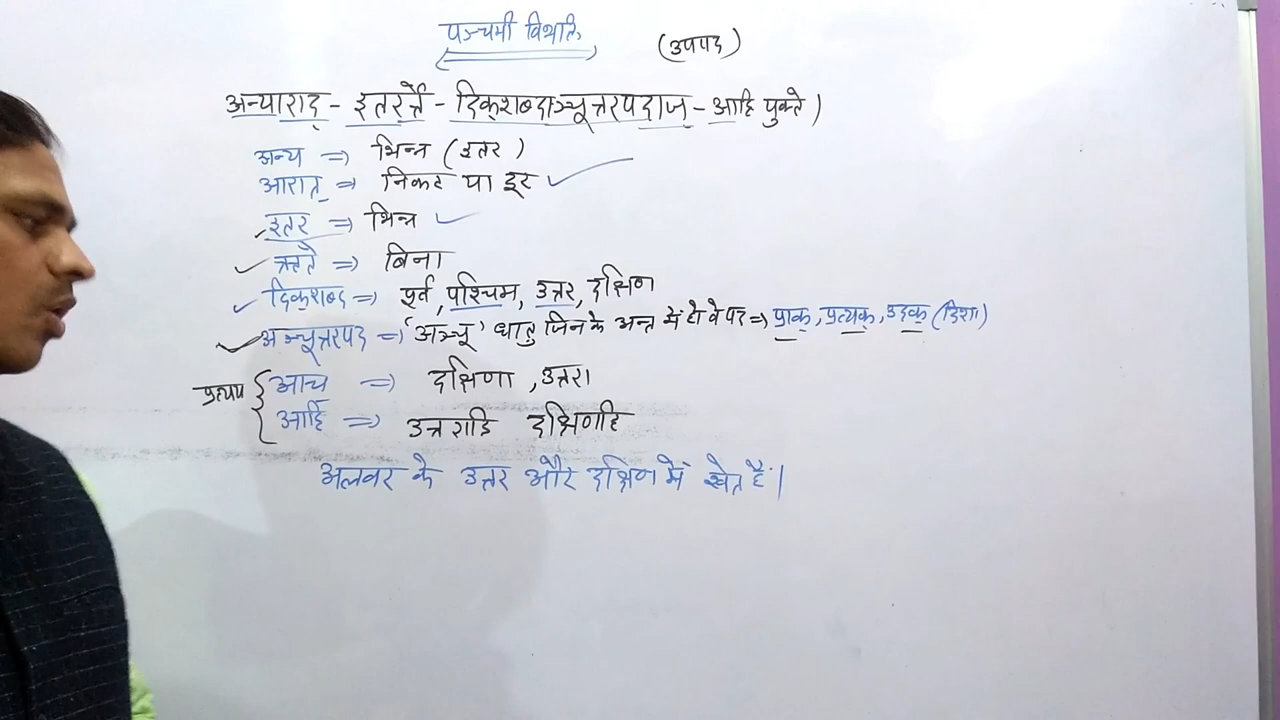 पञ्चमी विभक्ति
(उपपद)
अन्याराद् - इतरर्ते - दिक्शब्दाञ्चूत्तरपदाज् - आहि युक्ते)
अन्य => भिन्न (इतर)
आरात् => निकट या दूर
इतर => भिन्न
ऋते => बिना
दिक्शब्द => पूर्व, पश्चिम, उत्तर, दक्षिण
अञ्चूत्तरपद => 'अञ्चू' धातु जिन के अन्त में हो वे पद => प्राक्, प्रत्यक्, उदक् (दिशा)
प्रत्यय { आच => दक्षिणा, उत्तरा
आहि => उत्तराहि दक्षिणाहि
अलवर के उत्तर और दक्षिण में खेत हैं।